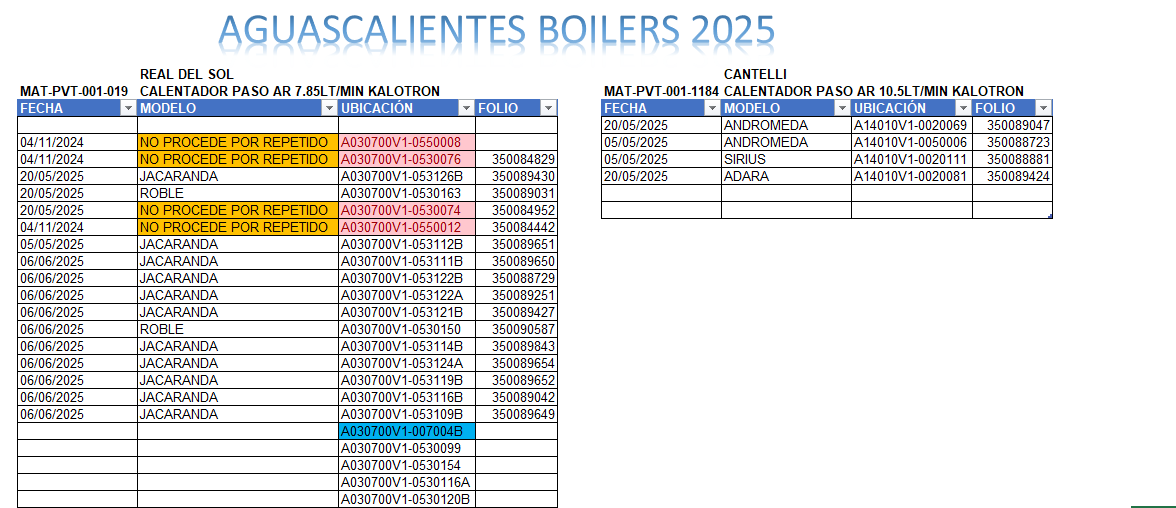 AGUASCALIENTES BOILERS 2025
REAL DEL SOL
MAT-PVT-001-019 CALENTADOR PASO AR 7.85LT/MIN KALOTRON
FECHA MODELO UBICACIÓN FOLIO
04/11/2024 NO PROCEDE POR REPETIDO A030700V1-0550008
04/11/2024 NO PROCEDE POR REPETIDO A030700V1-0530076 350084829
20/05/2025 JACARANDA A030700V1-053126B 350089430
20/05/2025 ROBLE A030700V1-0530163 350089031
20/05/2025 NO PROCEDE POR REPETIDO A030700V1-0530074 350084952
04/11/2024 NO PROCEDE POR REPETIDO A030700V1-0550012 350084442
05/05/2025 JACARANDA A030700V1-053112B 350089651
06/06/2025 JACARANDA A030700V1-053111B 350089650
06/06/2025 JACARANDA A030700V1-053122B 350088729
06/06/2025 JACARANDA A030700V1-053122A 350089251
06/06/2025 JACARANDA A030700V1-053121B 350089427
06/06/2025 ROBLE A030700V1-0530150 350090587
06/06/2025 JACARANDA A030700V1-053114B 350089843
06/06/2025 JACARANDA A030700V1-053124A 350089654
06/06/2025 JACARANDA A030700V1-053119B 350089652
06/06/2025 JACARANDA A030700V1-053116B 350089042
06/06/2025 JACARANDA A030700V1-053109B 350089649
A030700V1-007004B
A030700V1-0530099
A030700V1-0530154
A030700V1-0530116A
A030700V1-0530120B
CANTELLI
MAT-PVT-001-1184 CALENTADOR PASO AR 10.5LT/MIN KALOTRON
FECHA MODELO UBICACIÓN FOLIO
20/05/2025 ANDROMEDA A14010V1-0020069 350089047
05/05/2025 ANDROMEDA A14010V1-0050006 350088723
05/05/2025 SIRIUS A14010V1-0020111 350088881
20/05/2025 ADARA A14010V1-0020081 350089424